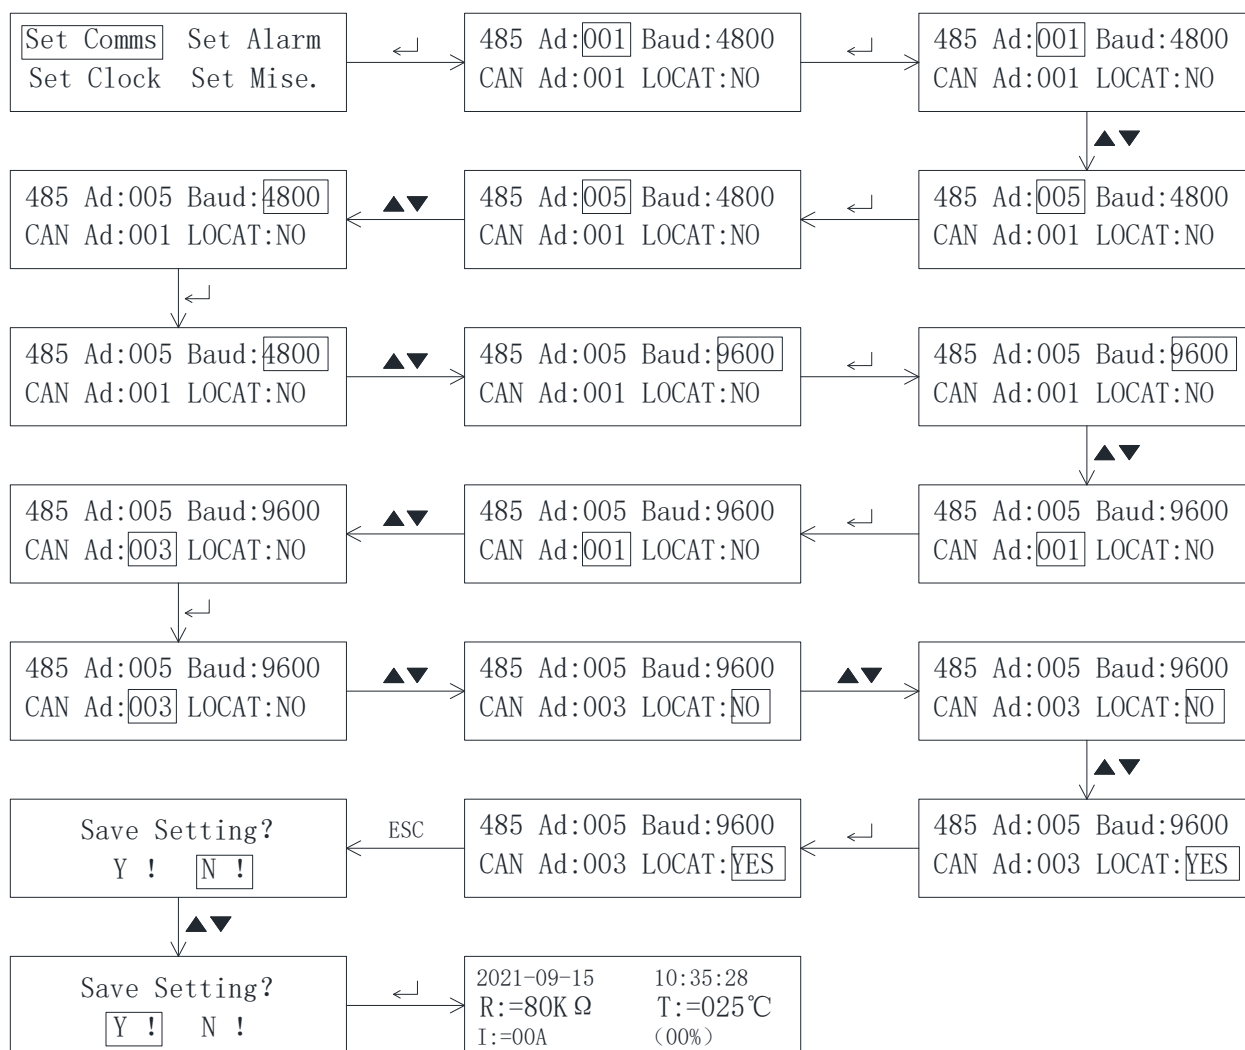 Set Comms Set Alarm
Set Clock Set Mise.
485 Ad:001 Baud:4800
CAN Ad:001 LOCAT:NO
485 Ad:001 Baud:4800
CAN Ad:001 LOCAT:NO
485 Ad:005 Baud:4800
CAN Ad:001 LOCAT:NO
485 Ad:005 Baud:4800
CAN Ad:001 LOCAT:NO
485 Ad:005 Baud:4800
CAN Ad:001 LOCAT:NO
485 Ad:005 Baud:4800
CAN Ad:001 LOCAT:NO
485 Ad:005 Baud:9600
CAN Ad:001 LOCAT:NO
485 Ad:005 Baud:9600
CAN Ad:001 LOCAT:NO
485 Ad:005 Baud:9600
CAN Ad:001 LOCAT:NO
485 Ad:005 Baud:9600
CAN Ad:001 LOCAT:NO
485 Ad:005 Baud:9600
CAN Ad:003 LOCAT:NO
485 Ad:005 Baud:9600
CAN Ad:003 LOCAT:NO
485 Ad:005 Baud:9600
CAN Ad:003 LOCAT:NO
485 Ad:005 Baud:9600
CAN Ad:003 LOCAT:NO
485 Ad:005 Baud:9600
CAN Ad:003 LOCAT:YES
485 Ad:005 Baud:9600
CAN Ad:003 LOCAT:YES
ESC
Save Setting?
Y ! N !
Save Setting?
Y ! N !
2021-09-15 10:35:28
R:=80KΩ T:=025℃
I:=00A (00%)